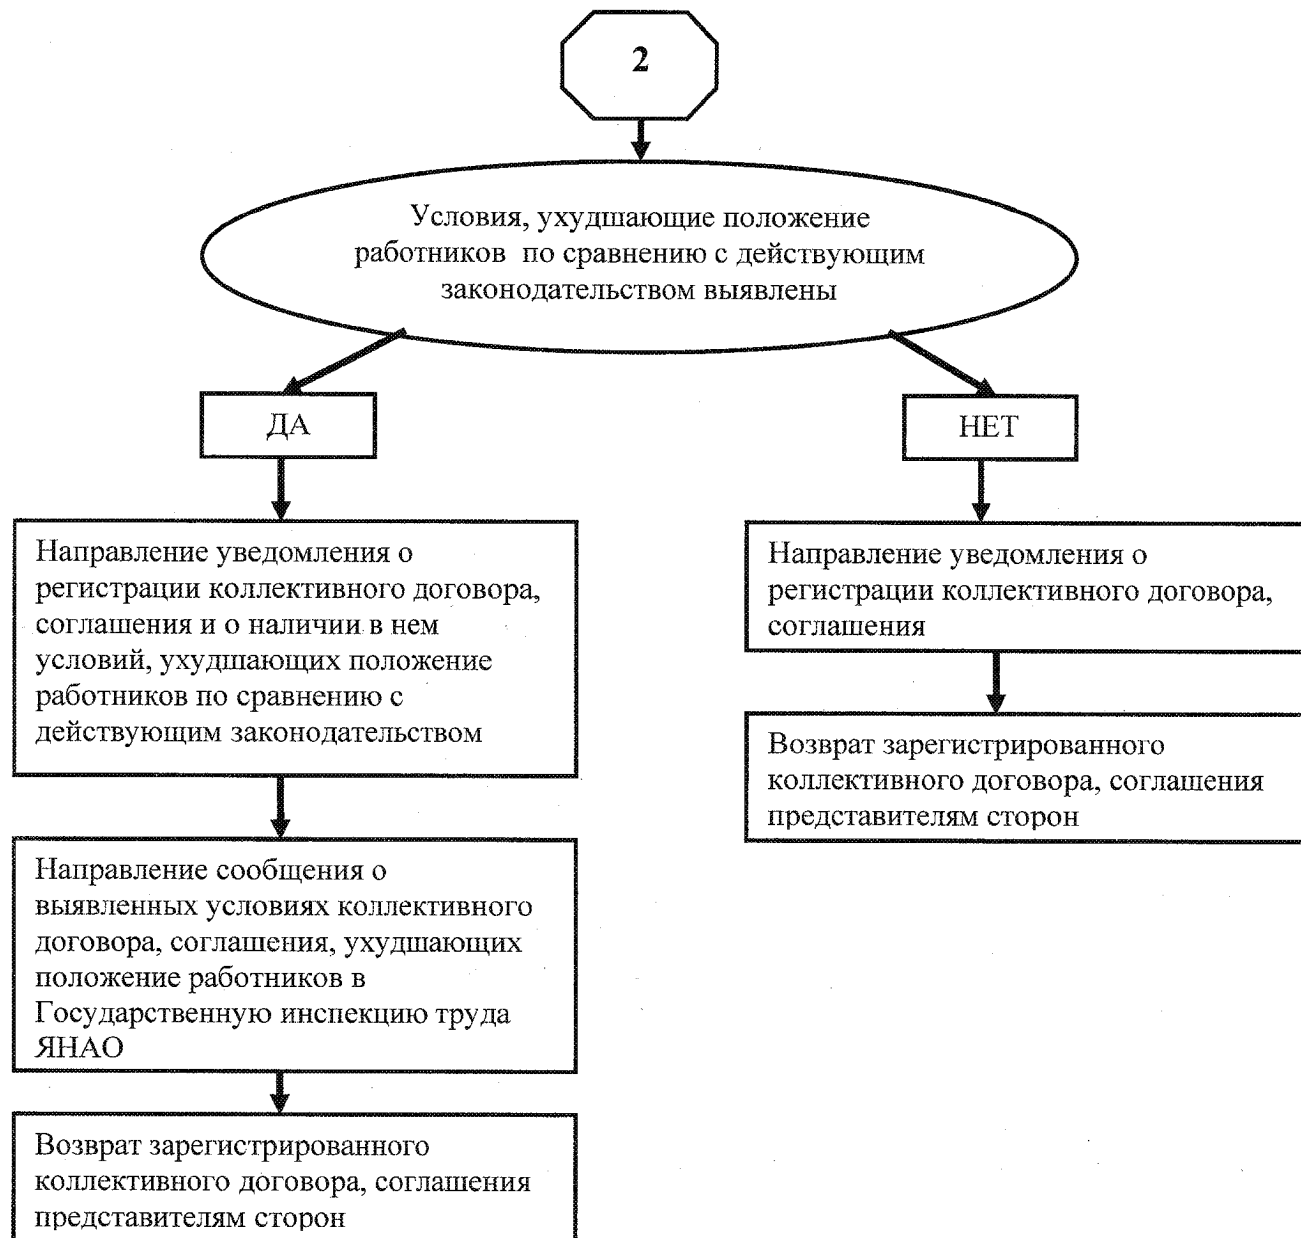 2
Условия, ухудшающие положение
работников по сравнению с действующим
законодательством выявлены
ДА
НЕТ
Направление уведомления о
регистрации коллективного договора,
соглашения и о наличии в нем
условий, ухудшающих положение
работников по сравнению с
действующим законодательством
Направление сообщения о
выявленных условиях коллективного
договора, соглашения, ухудшающих
положение работников в
Государственную инспекцию труда
ЯНАО
Возврат зарегистрированного
коллективного договора, соглашения
представителям сторон
Направление уведомления о
регистрации коллективного договора,
соглашения
Возврат зарегистрированного
коллективного договора, соглашения
представителям сторон